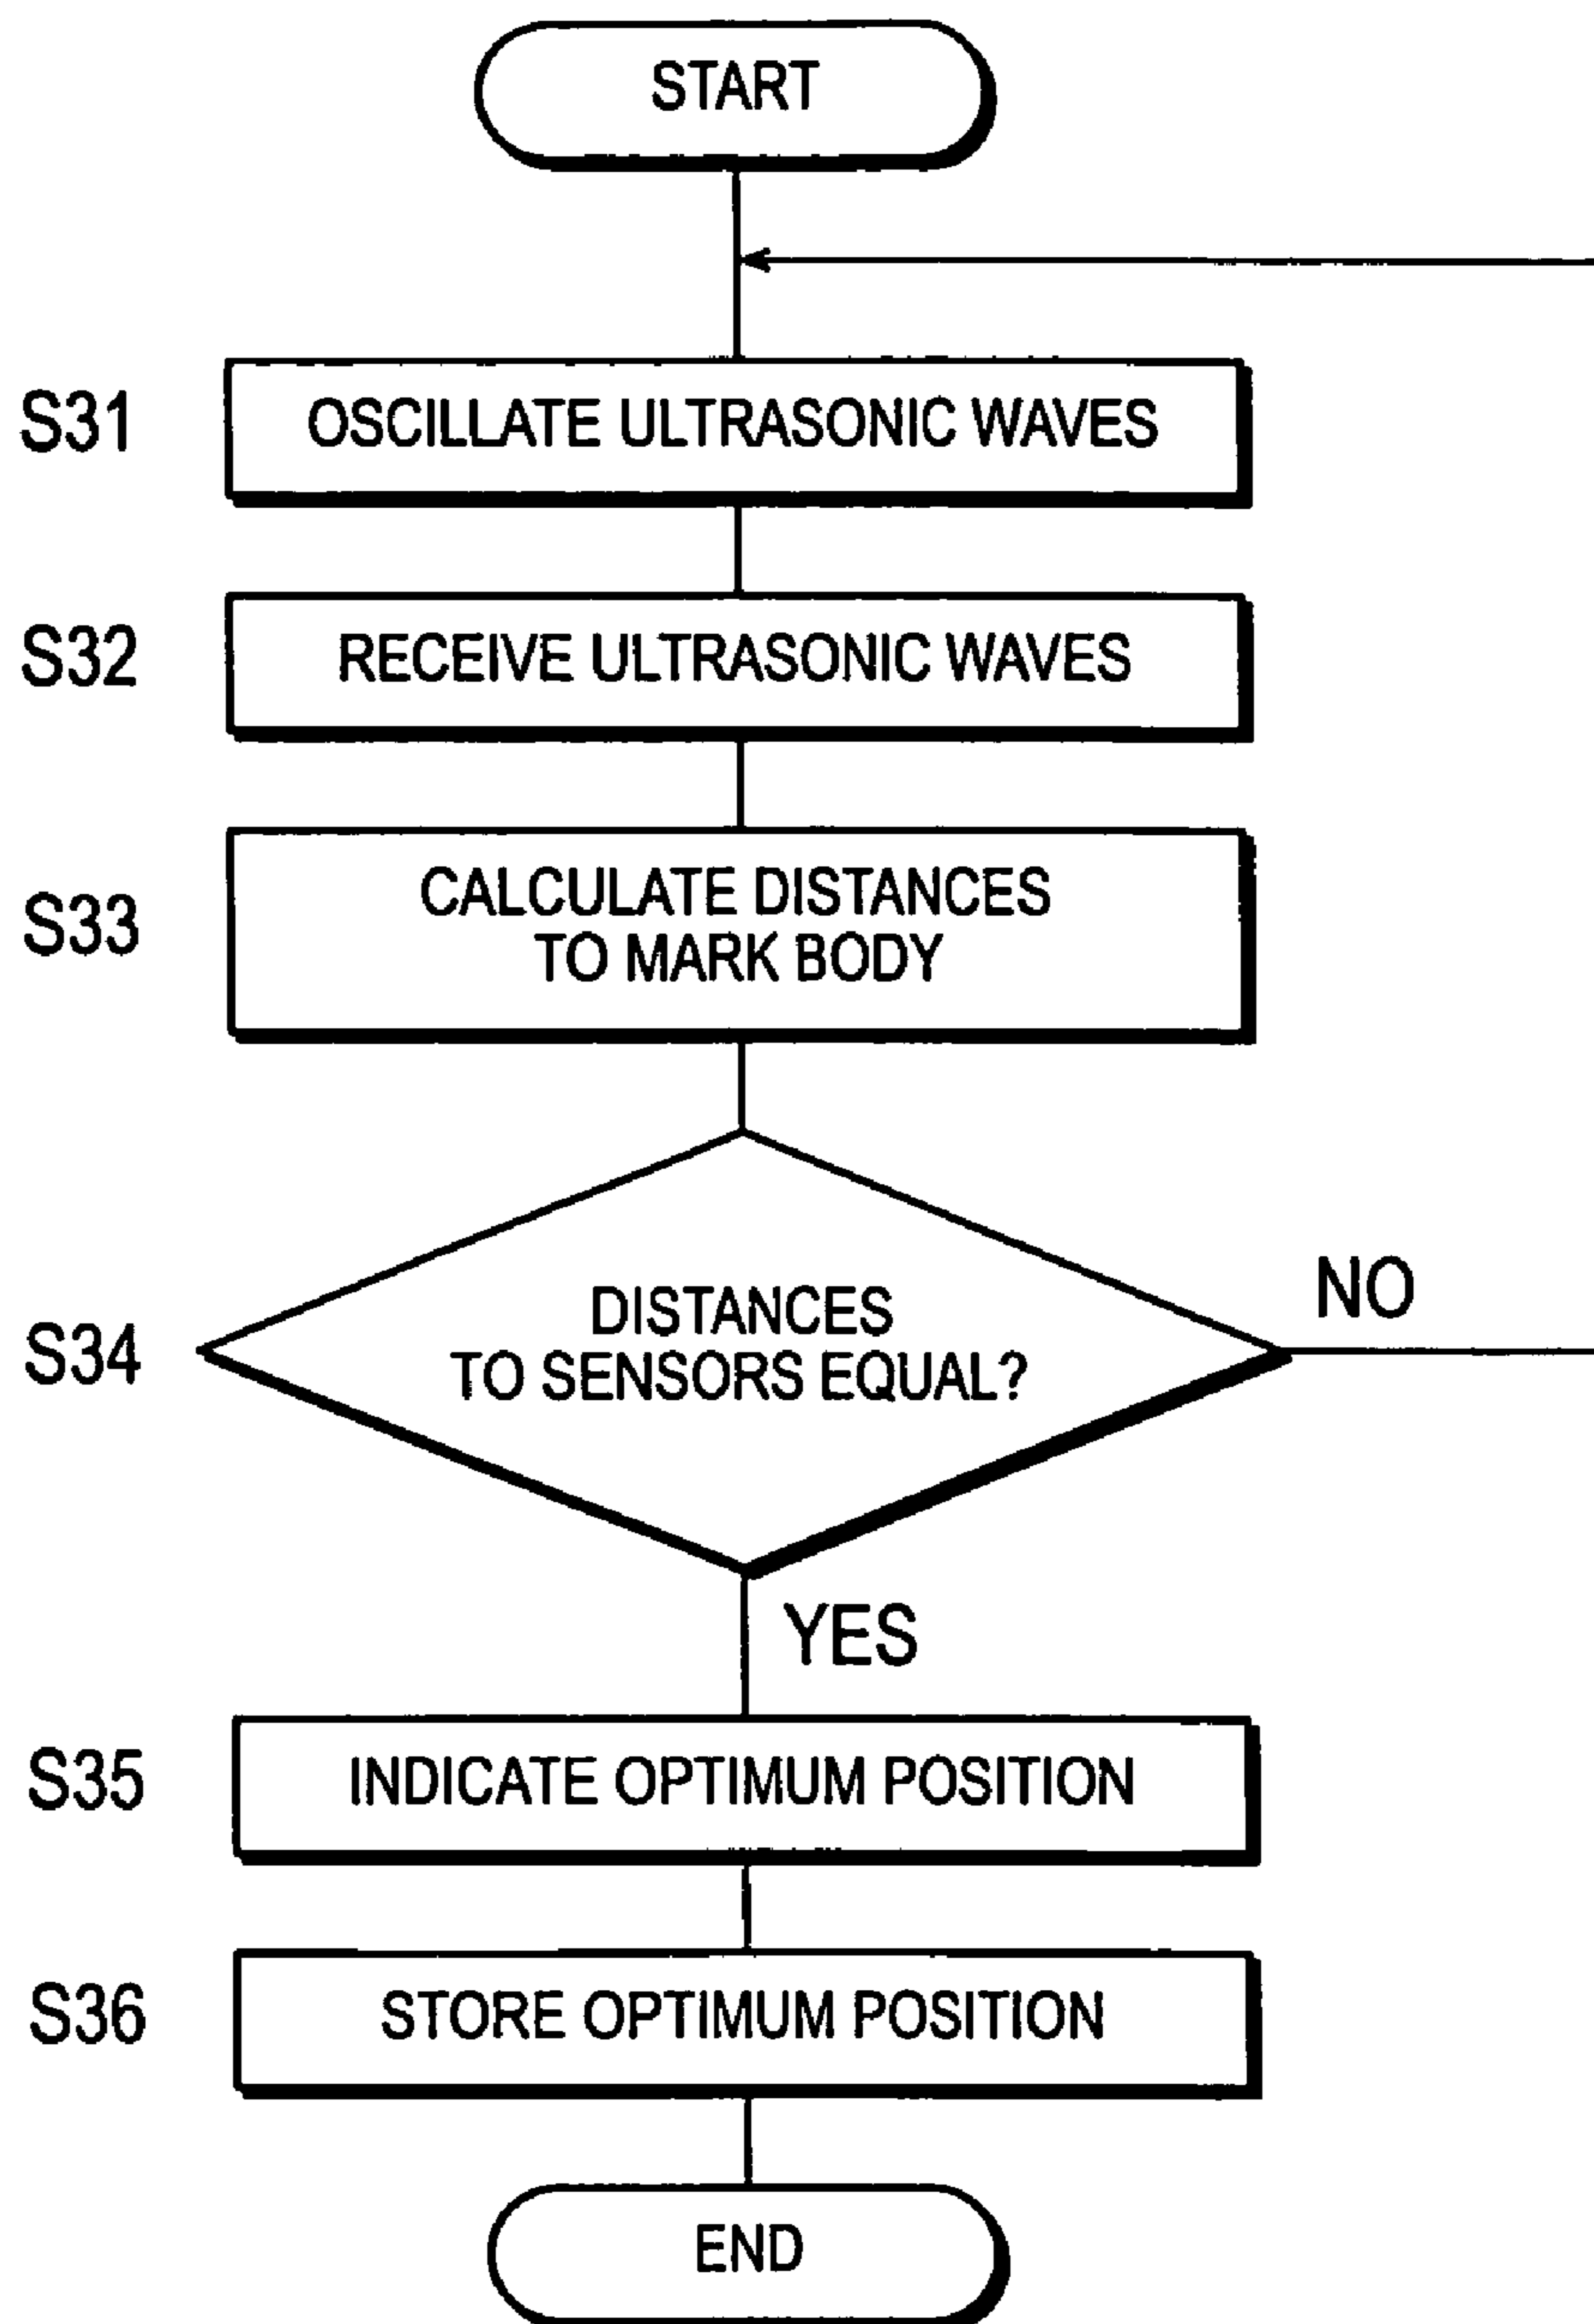 START
S31
OSCILLATE ULTRASONIC WAVES
S32
RECEIVE ULTRASONIC WAVES
S33
CALCULATE DISTANCES
TO MARK BODY
S34
DISTANCES
TO SENSORS EQUAL?
NO
YES
S35
INDICATE OPTIMUM POSITION
S36
STORE OPTIMUM POSITION
END